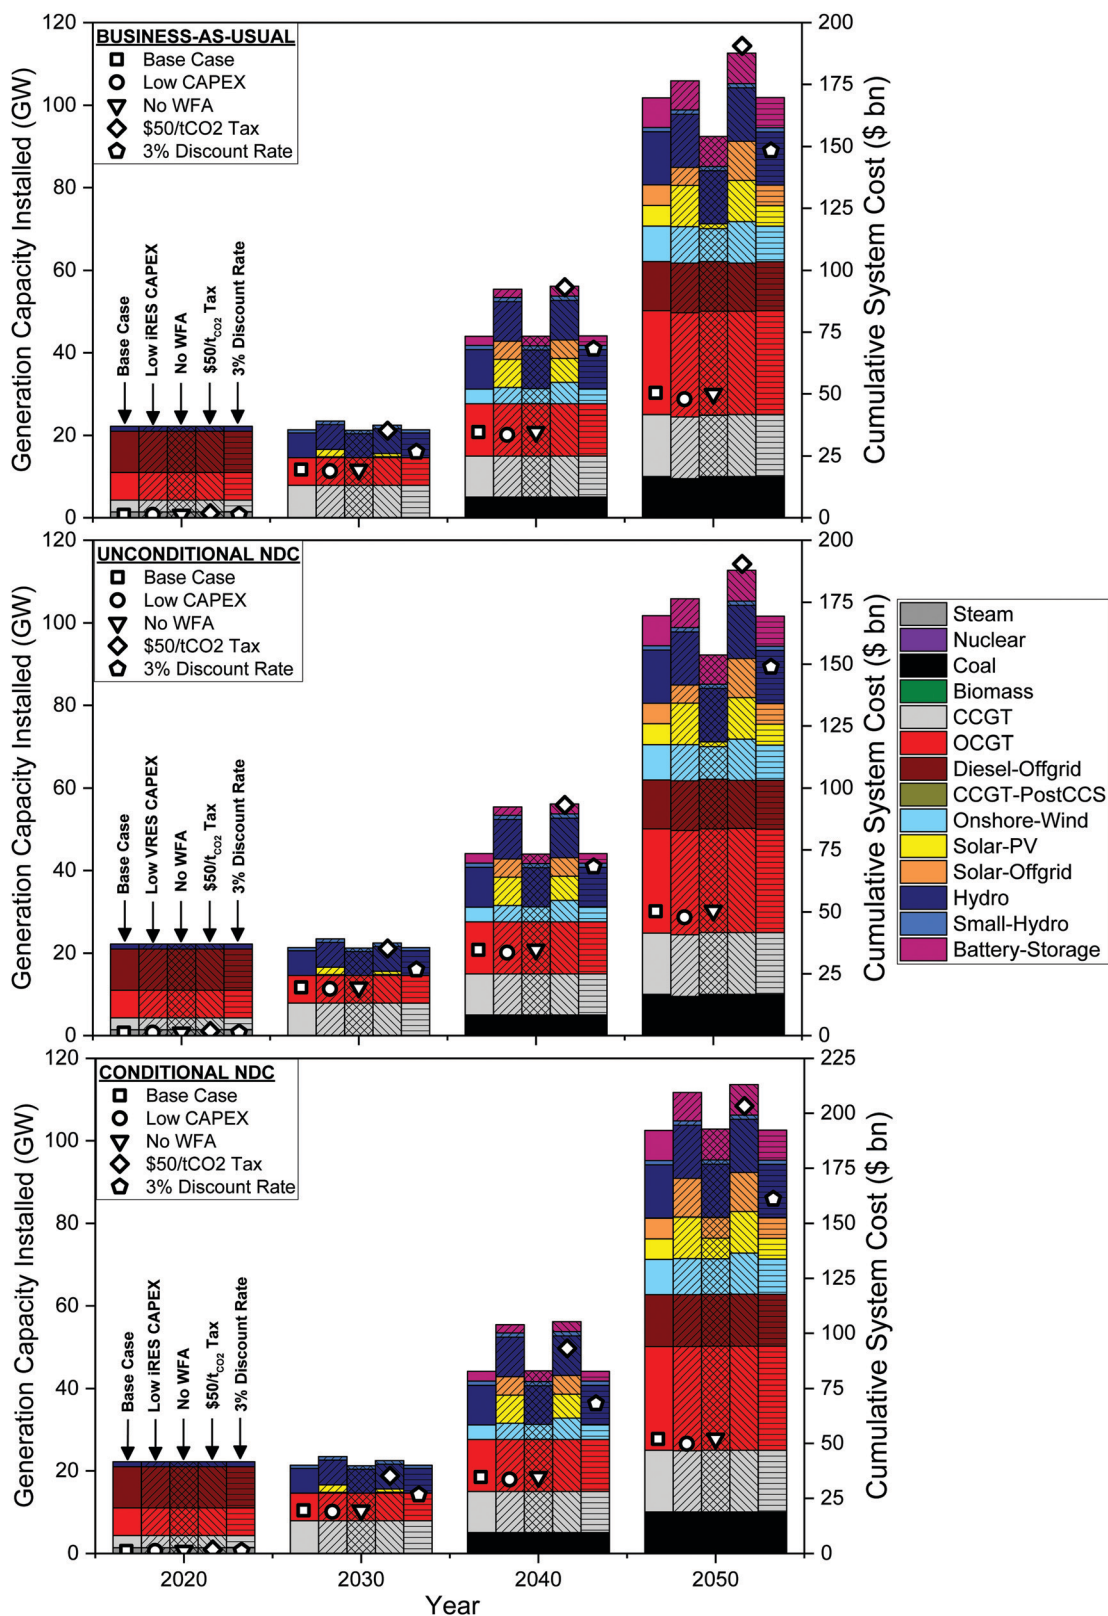 BUSINESS-AS-USUAL
Base Case
Low CAPEX
No WFA
$50/tCO2 Tax
3% Discount Rate
Generation Capacity Installed (GW)
120
100
80
60
40
20
0
Base Case
Low iRES CAPEX
No WFA
$50/tCO2 Tax
3% Discount Rate
Cumulative System Cost ($ bn)
200
175
150
125
100
75
50
25
0
UNCONDITIONAL NDC
Base Case
Low CAPEX
No WFA
$50/tCO2 Tax
3% Discount Rate
Generation Capacity Installed (GW)
120
100
80
60
40
20
0
Base Case
Low VRES CAPEX
No WFA
$50/tCO2 Tax
3% Discount Rate
Cumulative System Cost ($ bn)
200
175
150
125
100
75
50
25
0
Steam
Nuclear
Coal
Biomass
CCGT
OCGT
Diesel-Offgrid
CCGT-PostCCS
Onshore-Wind
Solar-PV
Solar-Offgrid
Hydro
Small-Hydro
Battery-Storage
CONDITIONAL NDC
Base Case
Low CAPEX
No WFA
$50/tCO2 Tax
3% Discount Rate
Generation Capacity Installed (GW)
120
100
80
60
40
20
0
Base Case
Low iRES CAPEX
No WFA
$50/tCO2 Tax
3% Discount Rate
Cumulative System Cost ($ bn)
225
200
175
150
125
100
75
50
25
0
2020
2030
2040
2050
Year